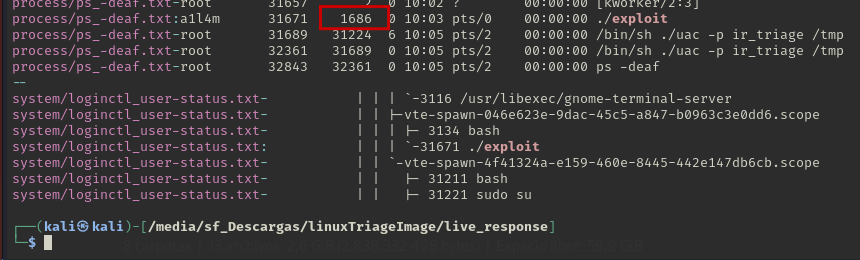 process/ps_-deaf.txt-root       31657       2  0 10:02 ?        00:00:00 [kworker/2:3]
process/ps_-deaf.txt:a1l4m      31671    1686  0 10:03 pts/0    00:00:00 ./exploit
process/ps_-deaf.txt-root       31689   31224  6 10:05 pts/2    00:00:00 /bin/sh ./uac -p ir_triage /tmp
process/ps_-deaf.txt-root       32361   31689  0 10:05 pts/2    00:00:00 /bin/sh ./uac -p ir_triage /tmp
process/ps_-deaf.txt-root       32843   32361  0 10:05 pts/2    00:00:00 ps -deaf
--
system/loginctl_user-status.txt-           | | | `-3116 /usr/libexec/gnome-terminal-server
system/loginctl_user-status.txt-           | | ├─vte-spawn-046e623e-9dac-45c5-a847-b0963c3e0dd6.scope
system/loginctl_user-status.txt-           | | | ├─ 3134 bash
system/loginctl_user-status.txt:           | | | `-31671 ./exploit
system/loginctl_user-status.txt-           | | `-vte-spawn-4f41324a-e159-460e-8445-442e147db6cb.scope
system/loginctl_user-status.txt-           | |   ├─ 31211 bash
system/loginctl_user-status.txt-           | |   ├─ 31221 sudo su
┌──(kali㉿kali)-[/media/sf_Descargas/linuxTriageImage/live_response]
└─$